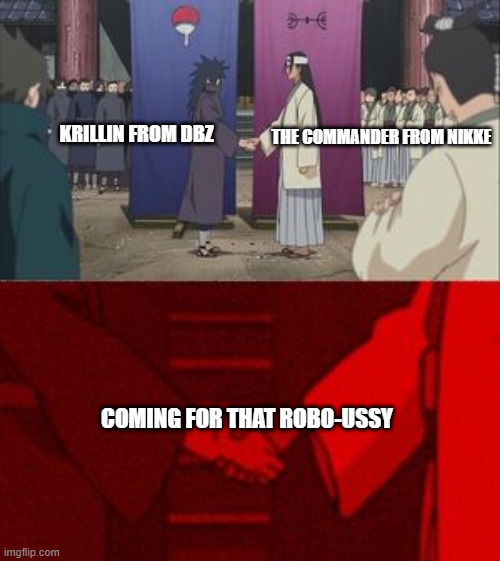 KRILLIN FROM DBZ
THE COMMANDER FROM NIKKE
COMING FOR THAT ROBO-USSY
imgflip.com